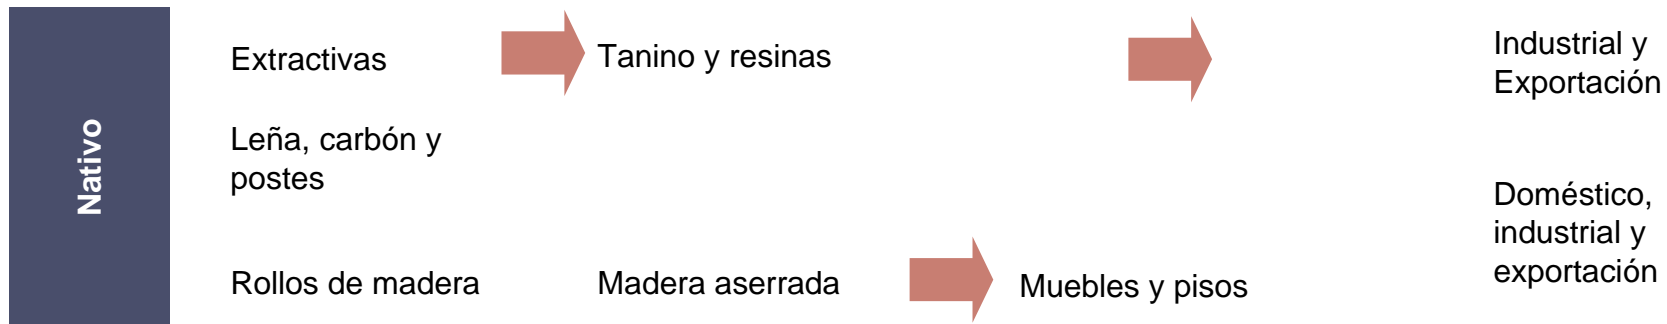 Nativo
Extractivas
Tanino y resinas
Industrial y
Exportación
Leña, carbón y
postes
Doméstico,
industrial y
exportación
Rollos de madera
Madera aserrada
Muebles y pisos